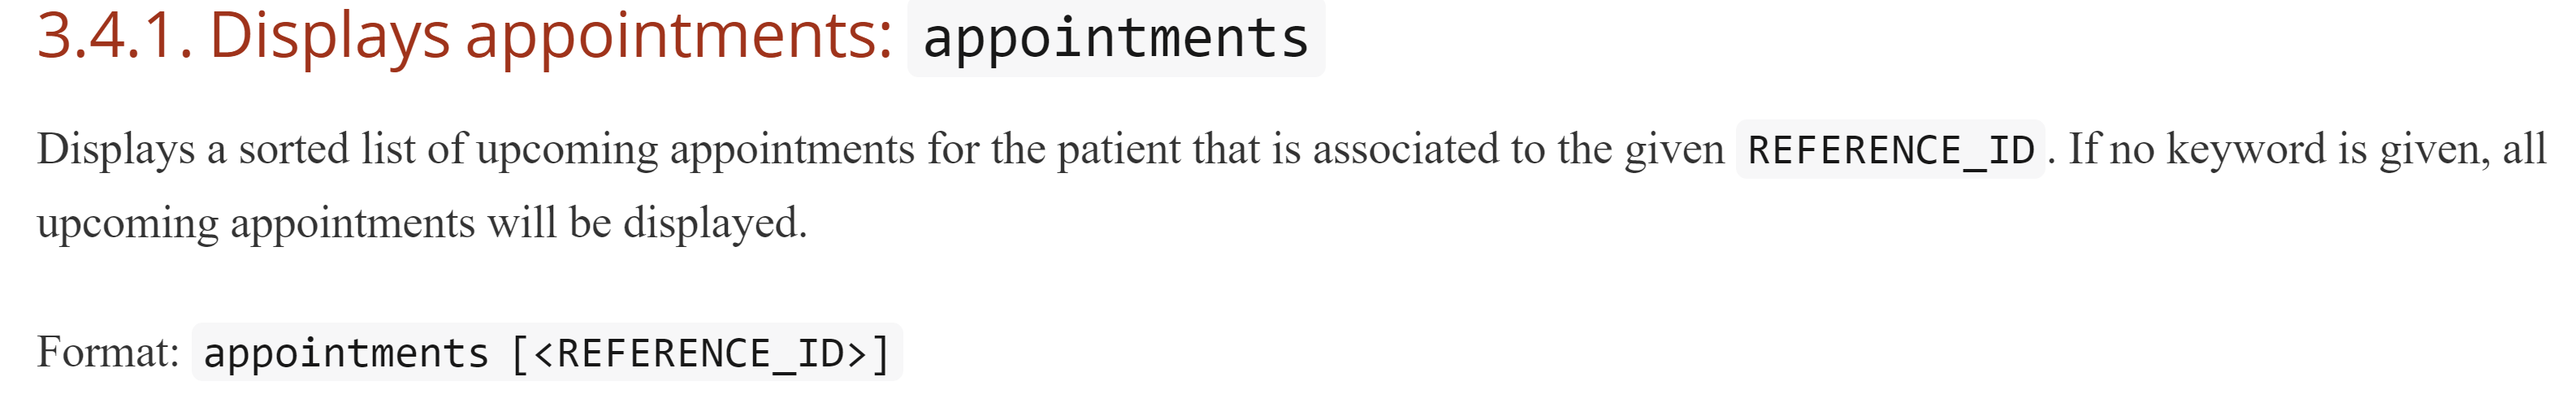 3.4.1. Displays appointments: appointments
Displays a sorted list of upcoming appointments for the patient that is associated to the given REFERENCE_ID. If no keyword is given, all
upcoming appointments will be displayed.
Format: appointments [<REFERENCE_ID>]